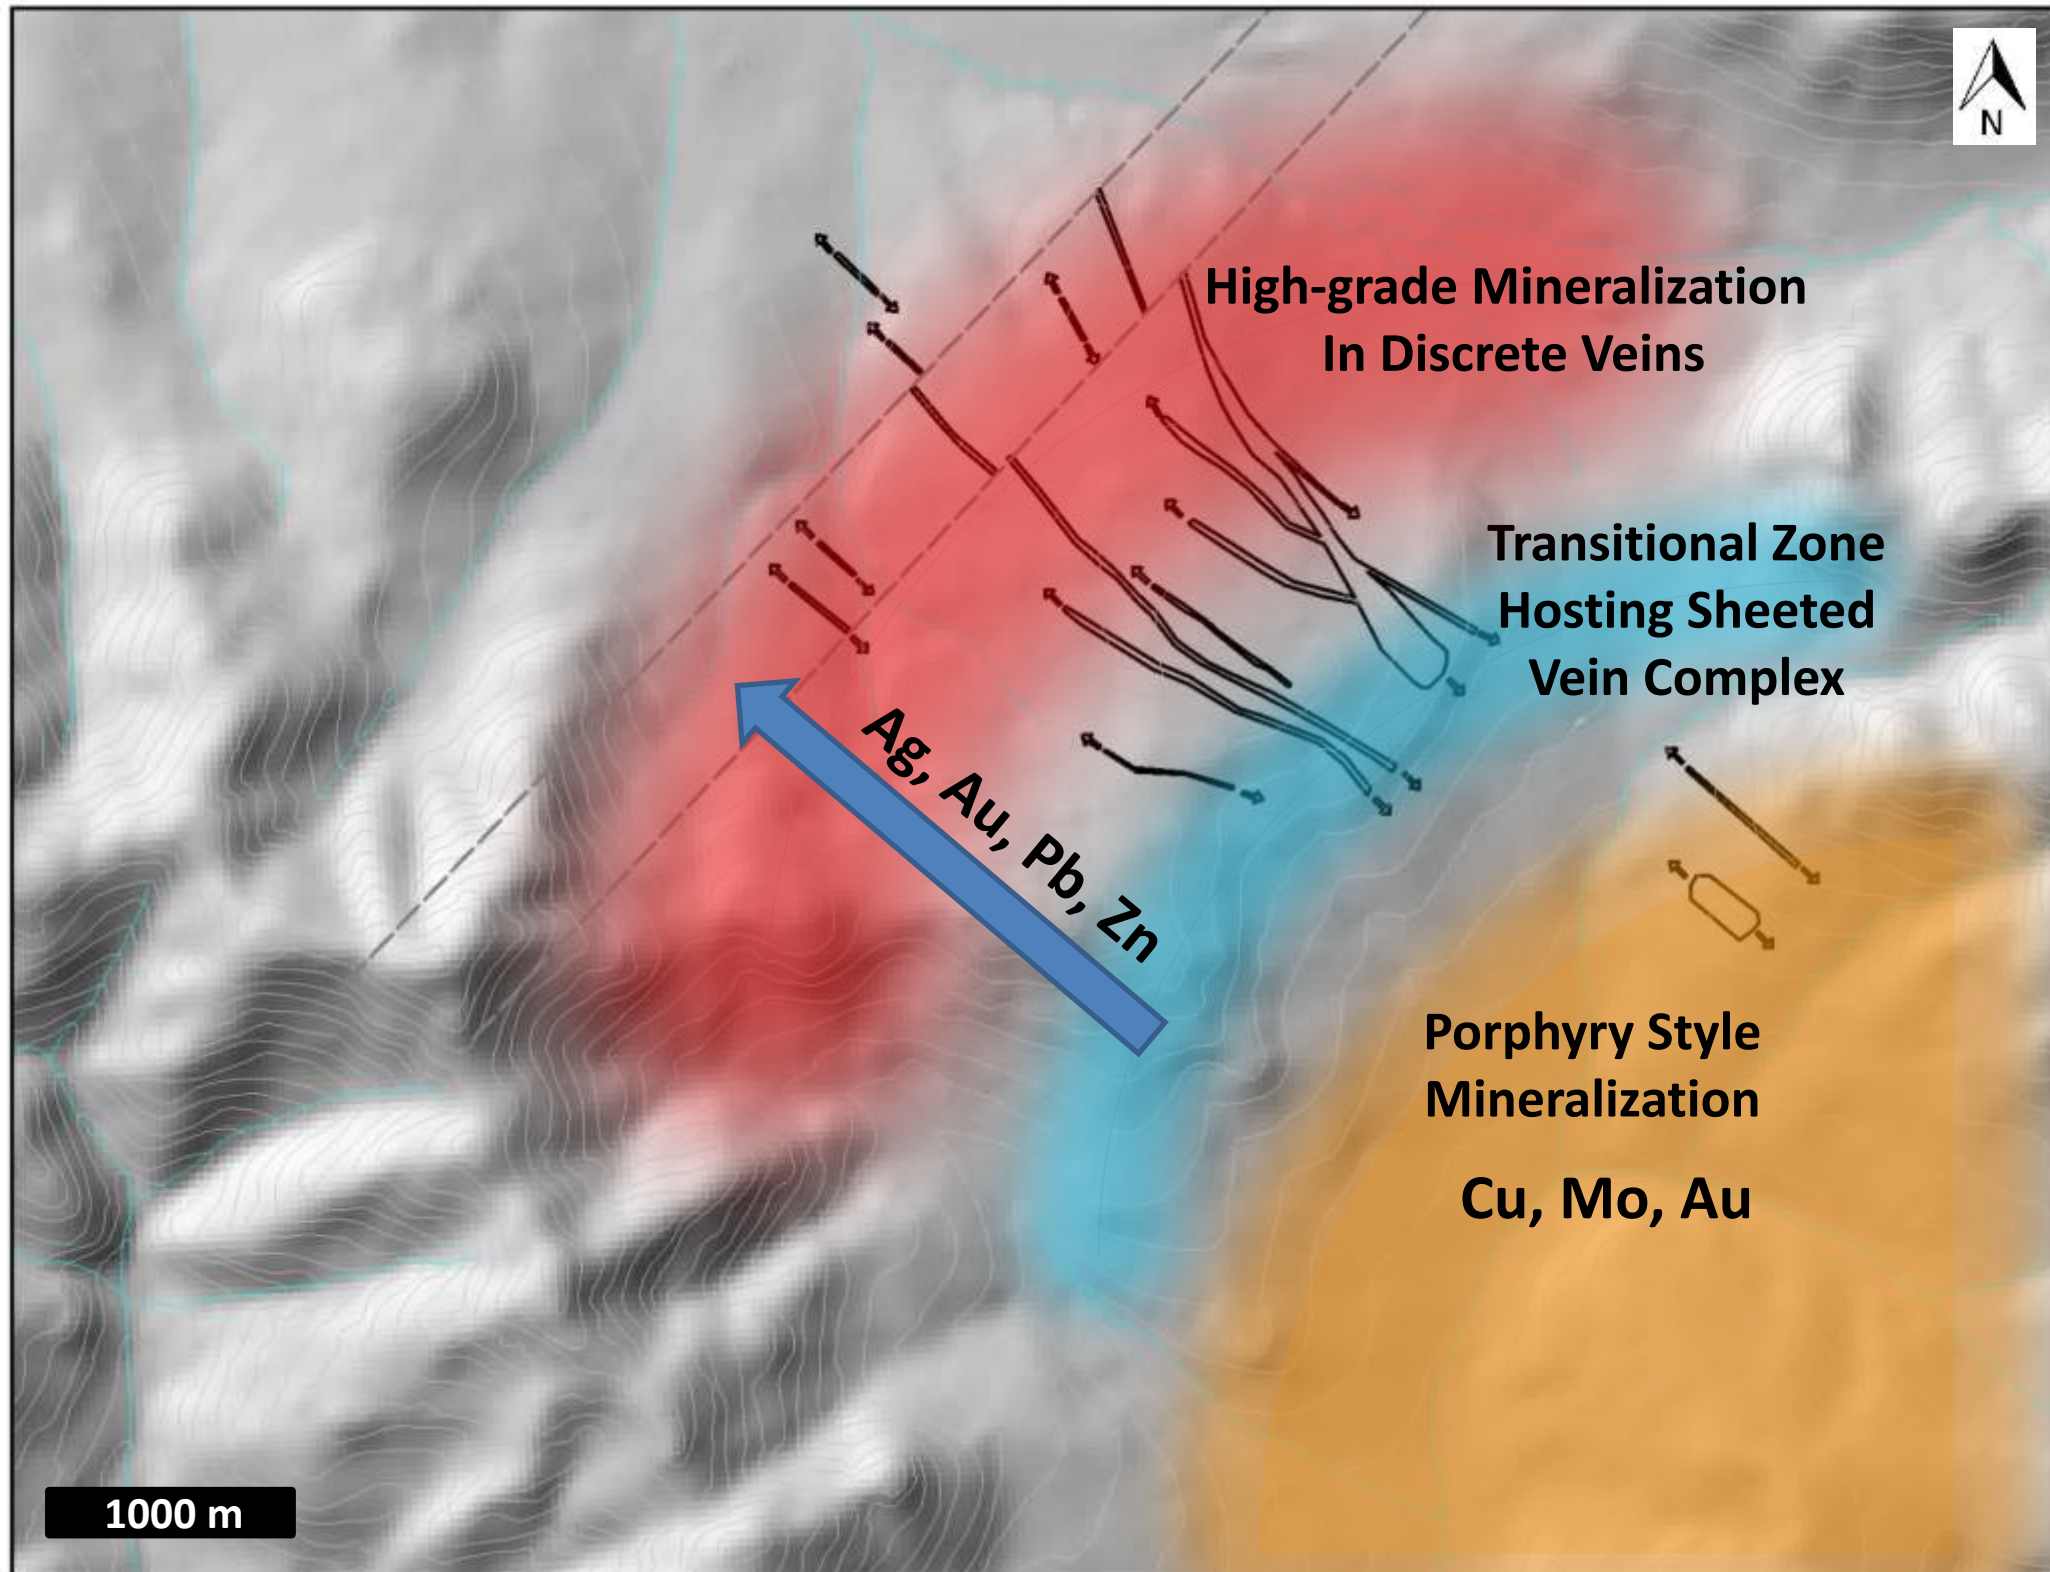 N
High-grade Mineralization
In Discrete Veins
Transitional Zone
Hosting Sheeted
Vein Complex
Ag, Au, Pb, Zn
Porphyry Style
Mineralization
Cu, Mo, Au
1000 m